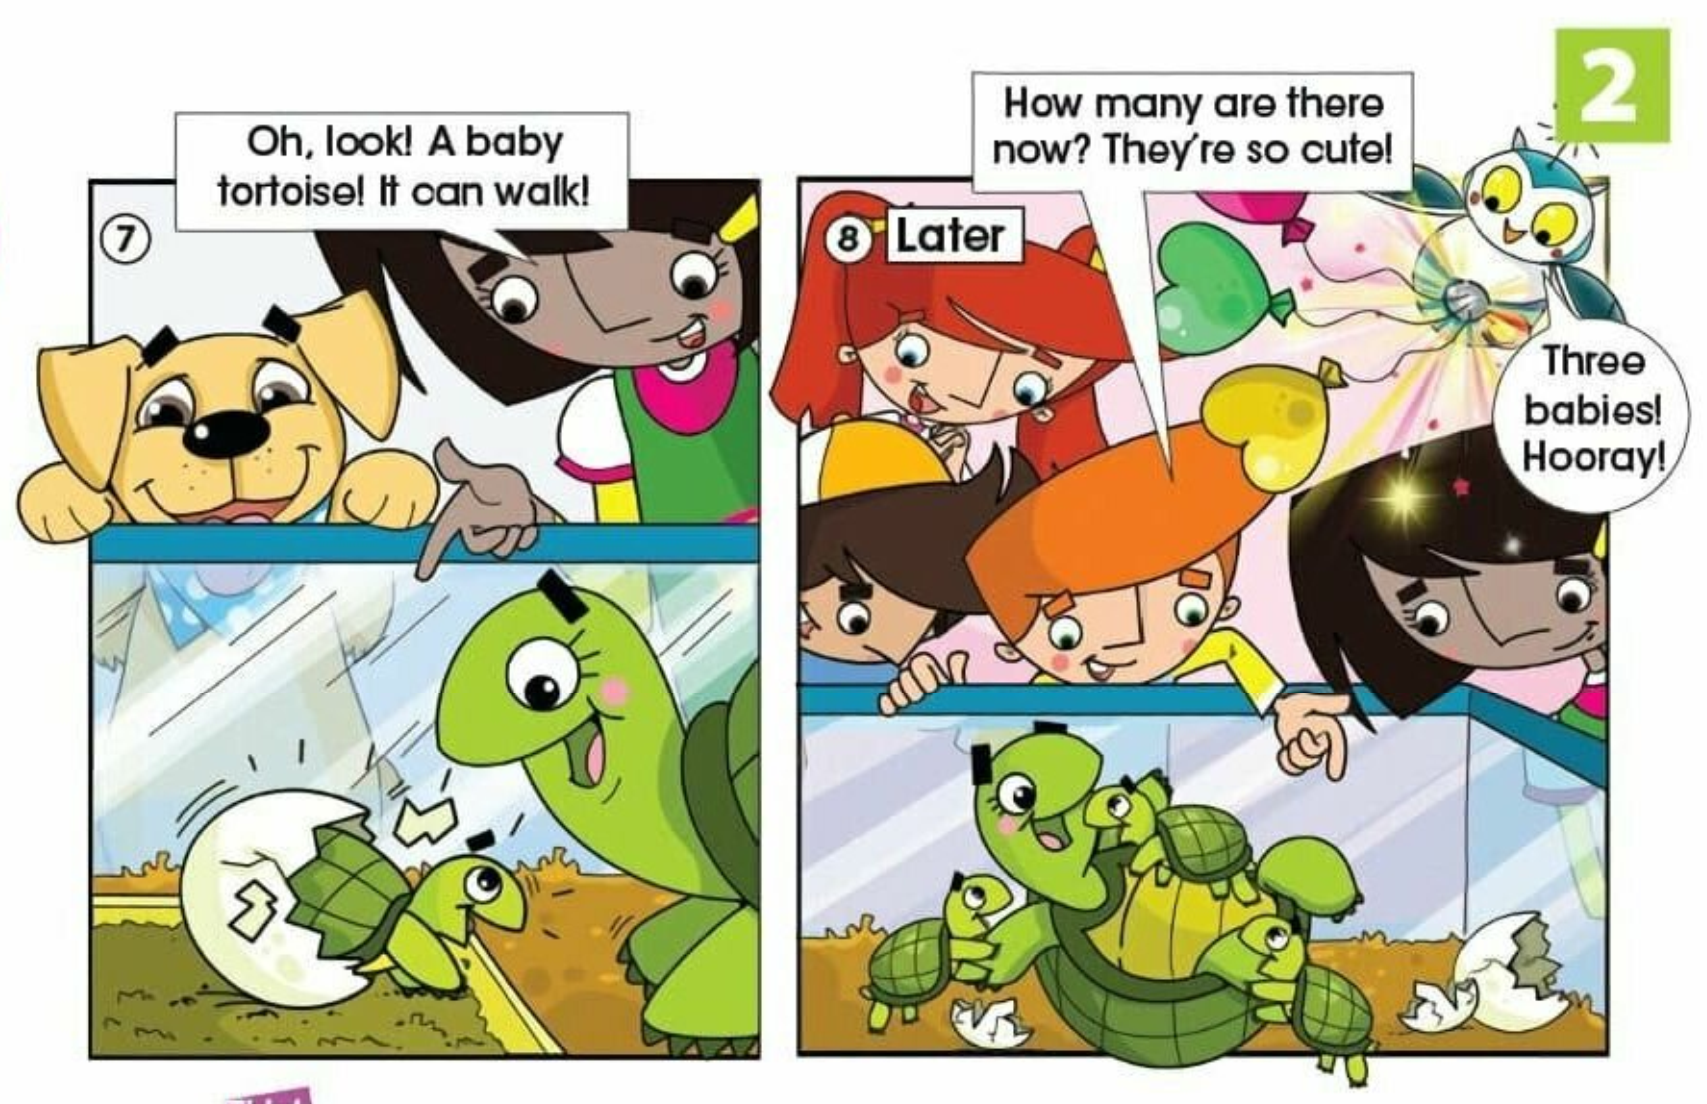 2
Oh, look! A baby
tortoise! It can walk!
7
How many are there
now? They're so cute!
8
Later
Three
babies!
Hooray!